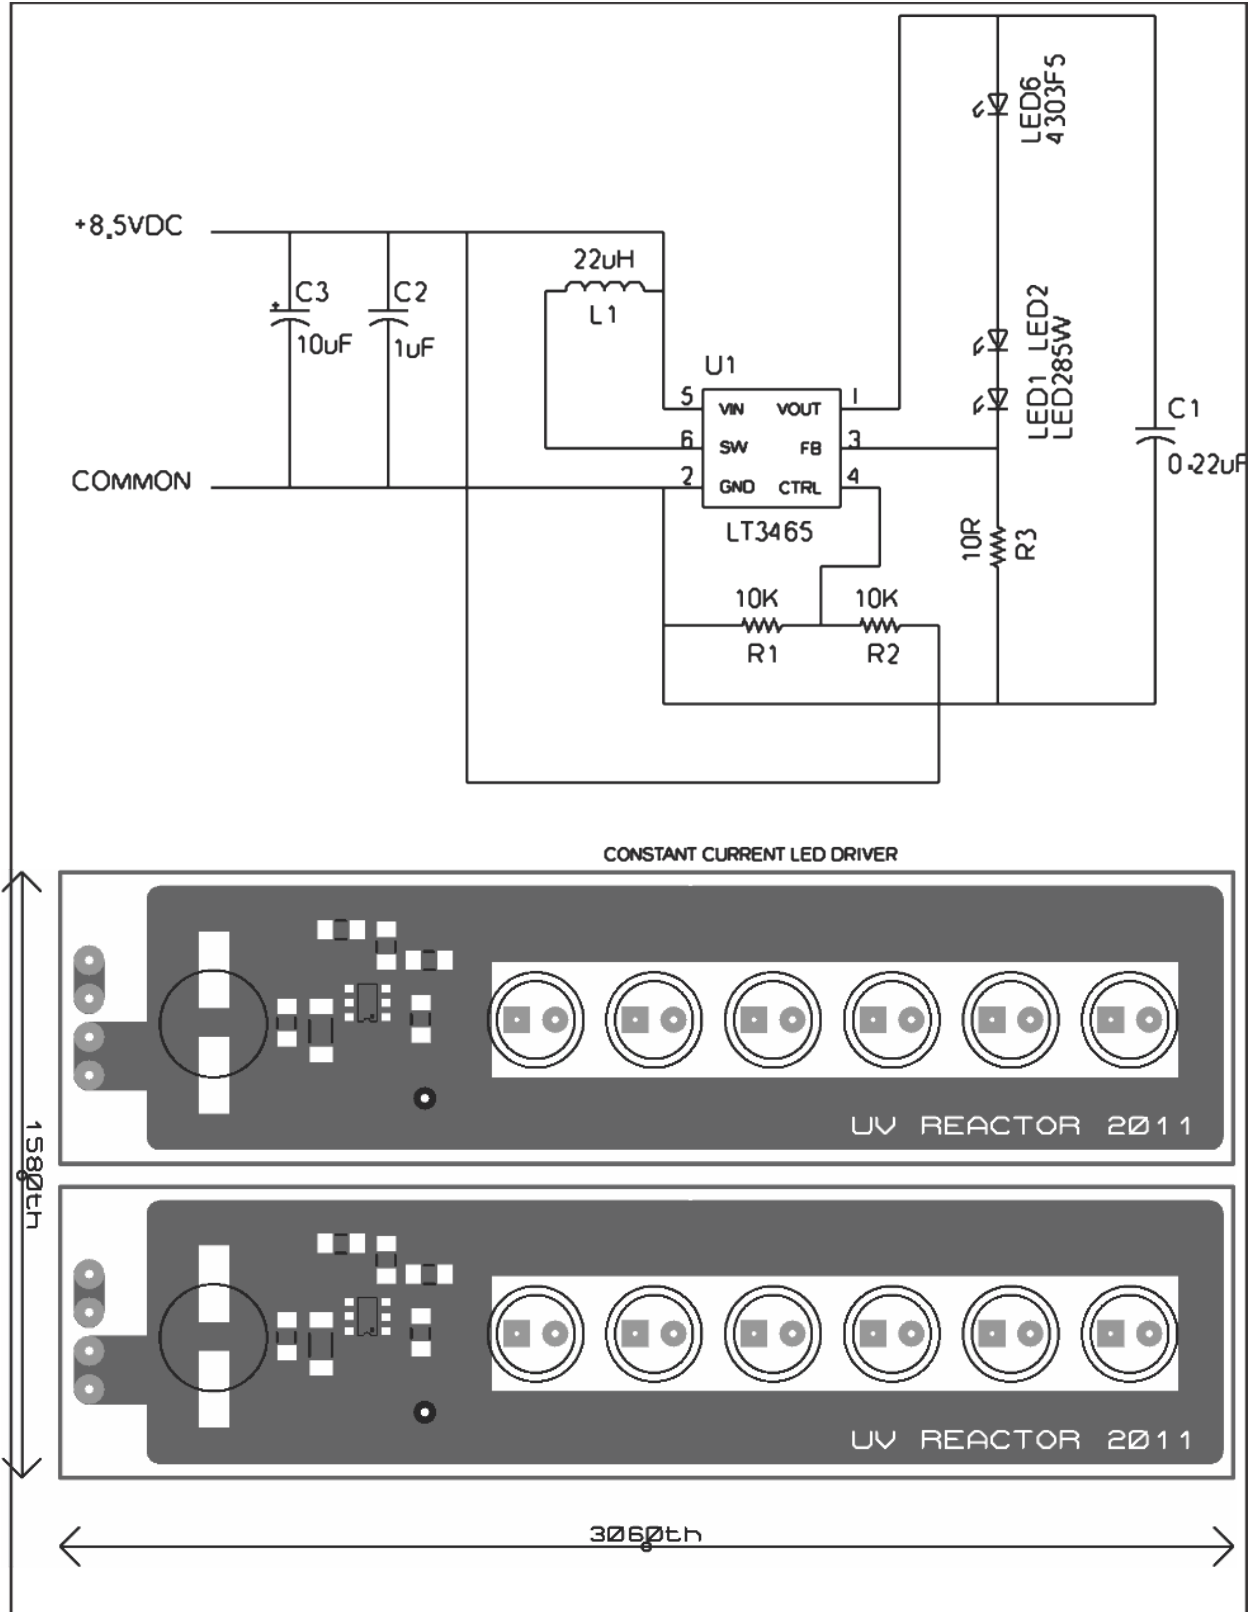 LED6
4303F5
+8.5VDC
22uH
C3
C2
L1
10uF
1uF
LED1 LED2
LED285W
U1
5
VIN
VOUT
1
C1
6
SW
FB
3
0.22uF
COMMON
2
GND
CTRL
4
LT3465
10R
R3
10K
10K
R1
R2
CONSTANT CURRENT LED DRIVER
UV REACTOR 2011
1580th
UV REACTOR 2011
3060th